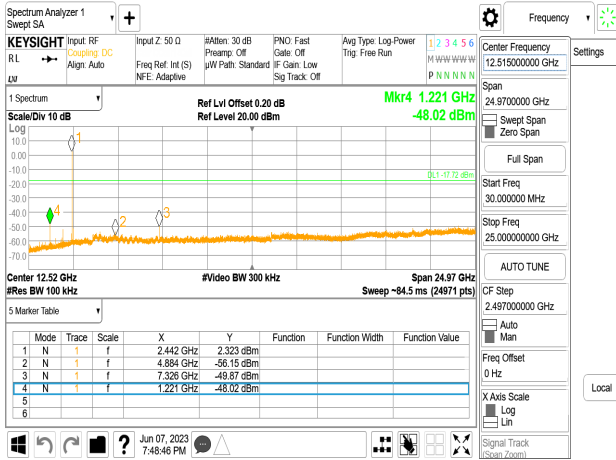 Spectrum Analyzer 1
Swept SA
Frequency
KEYSIGHT Input: RF Input Z: 50 Ω #Atten: 30 dB PNO: Fast Avg Type: Log-Power 1 2 3 4 5 6
RL Coupling: DC Preamp: Off Gate: Off Trig: Free Run M W W W W W
Align: Auto Freq Ref: Int (S) µW Path: Standard IF Gain: Low
LXI NFE: Adaptive Sig Track: Off P N N N N N
1 Spectrum
Scale/Div 10 dB Ref Lvl Offset 0.20 dB Mkr4 1.221 GHz
Ref Level 20.00 dBm -48.02 dBm
Log
10.0
0.00
-10.0
-20.0
-30.0
-40.0
-50.0
-60.0
-70.0
1
2
3
4
DL1 -17.72 dBm
Center 12.52 GHz #Video BW 300 kHz Span 24.97 GHz
#Res BW 100 kHz Sweep ~84.5 ms (24971 pts)
5 Marker Table
Mode Trace Scale X Y Function Function Width Function Value
1 N 1 f 2.442 GHz 2.323 dBm
2 N 1 f 4.884 GHz -56.15 dBm
3 N 1 f 7.326 GHz -49.87 dBm
4 N 1 f 1.221 GHz -48.02 dBm
5
6
Jun 07, 2023
7:48:46 PM
Center Frequency
12.515000000 GHz
Span
24.9700000 GHz
Swept Span
Zero Span
Full Span
Start Freq
30.000000 MHz
Stop Freq
25.000000000 GHz
AUTO TUNE
CF Step
2.497000000 GHz
Auto
Man
Freq Offset
0 Hz
X Axis Scale
Log
Lin
Signal Track
(Span Zoom)
Settings
Local